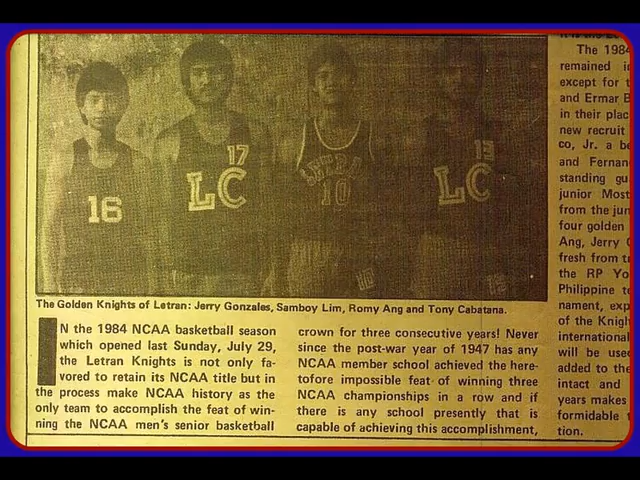 16
17
LC
10
13
LC
The Golden Knights of Letran: Jerry Gonzales, Samboy Lim, Romy Ang and Tony Cabatana.
IN the 1984 NCAA basketball season
which opened last Sunday, July 29,
the Letran Knights is not only fa-
vored to retain its NCAA title but in
the process make NCAA history as the
only team to accomplish the feat of win-
ning the NCAA men's senior basketball
crown for three consecutive years! Never
since the post-war year of 1947 has any
NCAA member school achieved the here-
tofore impossible feat of winning three
NCAA championships in a row and if
there is any school presently that is
capable of achieving this accomplishment,
The 1984
remained i
except for t
and Ermar B
in their plac
new recruit
co, Jr. a be
and Fernan
standing gu
junior Most
from the jun
four golden
Ang, Jerry G
fresh from tr
the RP Yo
Philippine t
nament, exp
of the Knigh
international
will be use
added to the
intact and
years makes
formidable t
tion.